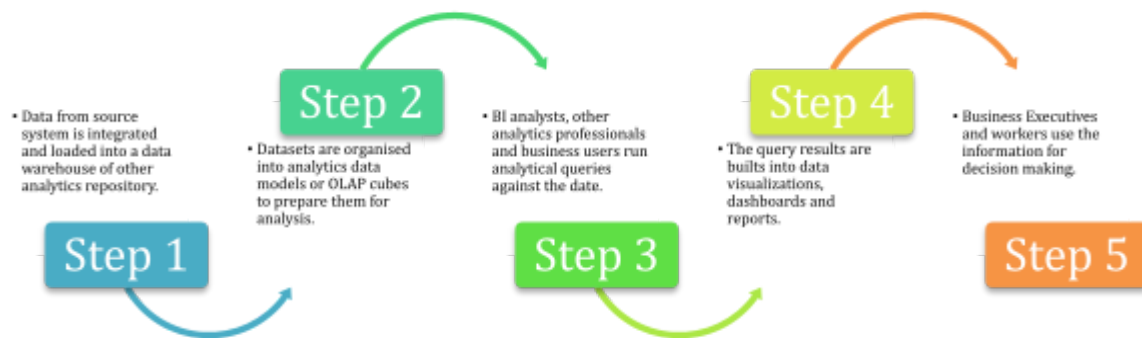 Step 1
• Data from source
system is integrated
and loaded into a data
warehouse of other
analytics repository.
Step 2
• Datasets are organised
into analytics data
models or OLAP cubes
to prepare them for
analysis.
Step 3
• BI analysts, other
analytics professionals
and business users run
analytical queries
against the date.
Step 4
• The query results are
builts into data
visualizations,
dashboards and
reports.
Step 5
• Business Executives
and workers use the
information for
decision making.